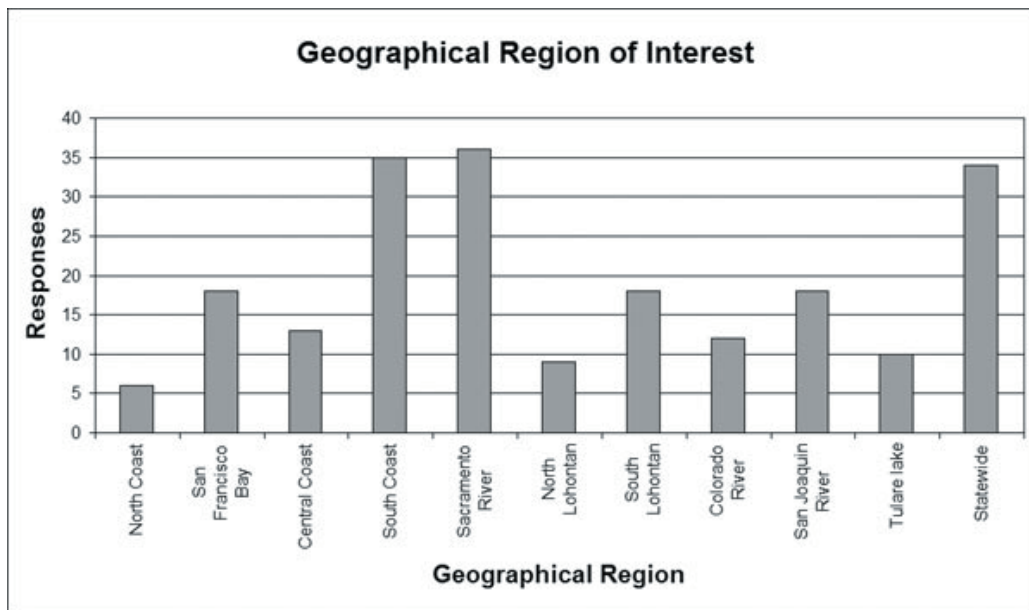 Geographical Region of Interest
Responses
40
35
30
25
20
15
10
5
0
North Coast
San
Francisco
Bay
Central Coast
South Coast
Sacramento
River
North
Lohontan
South
Lohontan
Colorado
River
San Joaquin
River
Tulare lake
Statewide
Geographical Region